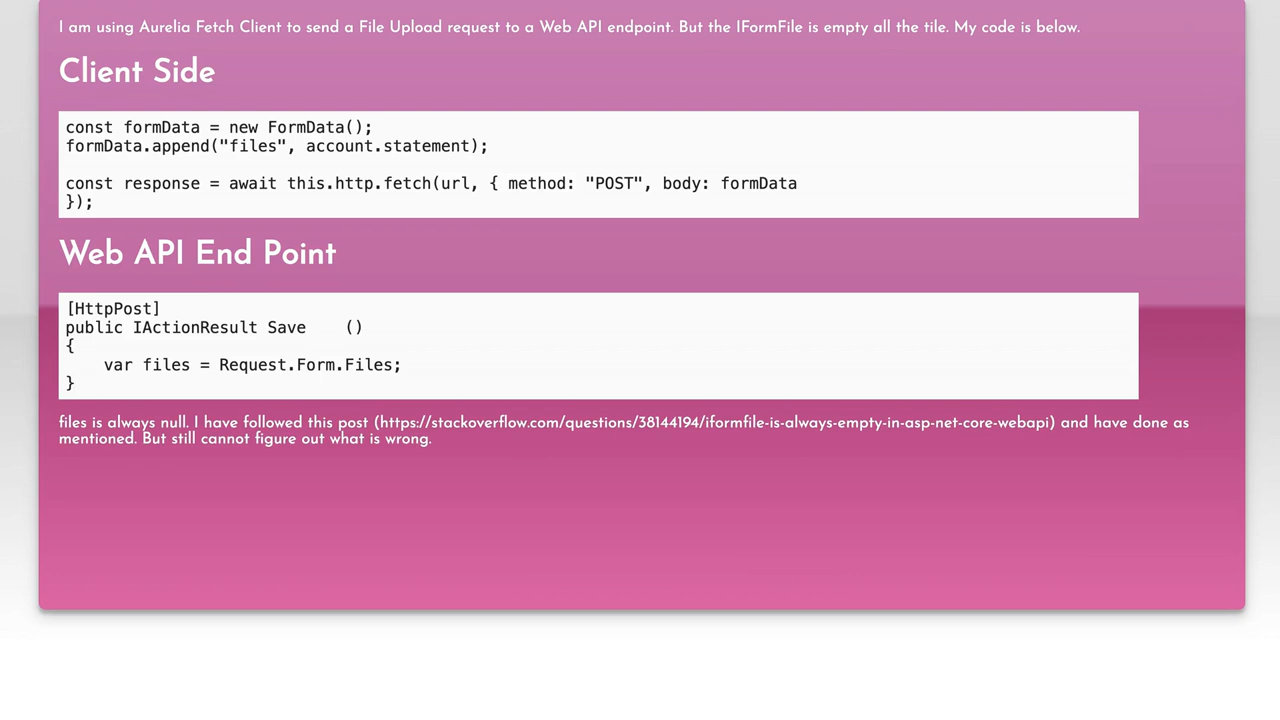 I am using Aurelia Fetch Client to send a File Upload request to a Web API endpoint. But the IFormFile is empty all the tile. My code is below.
Client Side
const formData = new FormData();
formData.append("files", account.statement);
const response = await this.http.fetch(url, { method: "POST", body: formData
});
Web API End Point
[HttpPost]
public IActionResult Save    ()
{
    var files = Request.Form.Files;
}
files is always null. I have followed this post (https://stackoverflow.com/questions/38144194/iformfile-is-always-empty-in-asp-net-core-webapi) and have done as
mentioned. But still cannot figure out what is wrong.